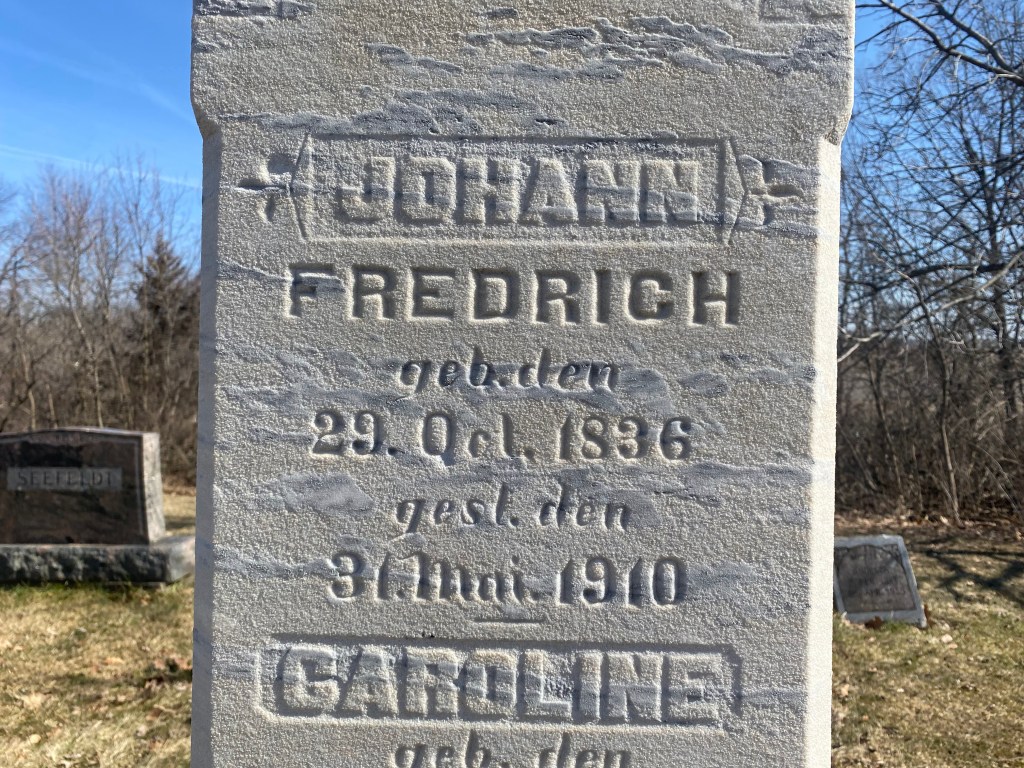 JOHANN
FREDRICH
geb. den
29. Oct. 1836
gest. den
31. Mai. 1910
CAROLINE
geb. den
SEEFELDT